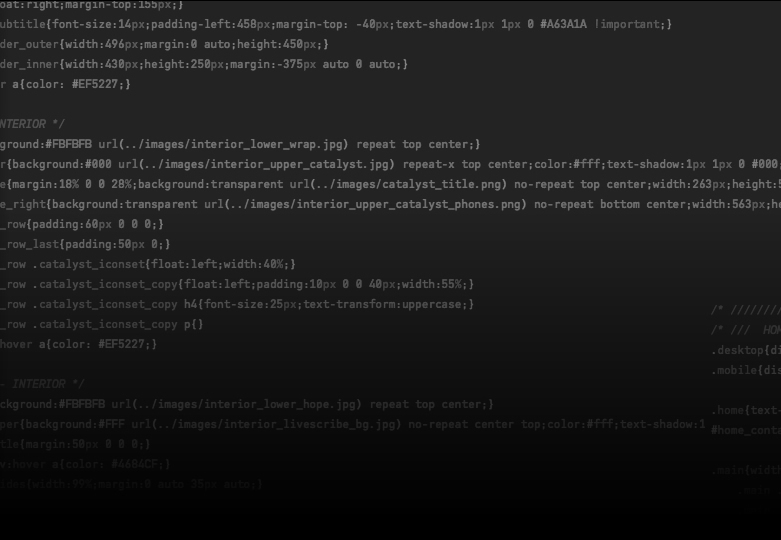 oat:right;margin-top:155px;}
ubtitle{font-size:14px;padding-left:458px;margin-top: -40px;text-shadow:1px 1px 0 #A63A1A !important;}
der_outer{width:496px;margin:0 auto;height:450px;}
der_inner{width:430px;height:250px;margin:-375px auto 0 auto;}
r a{color: #EF5227;}
NTERIOR */
ground:#FBFBFB url(../images/interior_lower_wrap.jpg) repeat top center;}
r{background:#000 url(../images/interior_upper_catalyst.jpg) repeat-x top center;color:#fff;text-shadow:1px 1px 0 #000;
e{margin:18% 0 0 28%;background:transparent url(../images/catalyst_title.png) no-repeat top center;width:263px;height:5
e_right{background:transparent url(../images/interior_upper_catalyst_phones.png) no-repeat bottom center;width:563px;he
_row{padding:60px 0 0 0;}
_row_last{padding:50px 0;}
_row .catalyst_iconset{float:left;width:40%;}
_row .catalyst_iconset_copy{float:left;padding:10px 0 0 40px;width:55%;}
_row .catalyst_iconset_copy h4{font-size:25px;text-transform:uppercase;}
_row .catalyst_iconset_copy p{}
hover a{color: #EF5227;}
- INTERIOR */
ckground:#FBFBFB url(../images/interior_lower_hope.jpg) repeat top center;}
per{background:#FFF url(../images/interior_livescribe_bg.jpg) no-repeat center top;color:#fff;text-shadow:1
tle{margin:50px 0 0 0;}
v:hover a{color: #4684CF;}
ides{width:99%;margin:0 auto 35px auto;}
/* ////////
/* /// HOM
.desktop{di
.mobile{dis
.home{text-
#home_conta
.main{width
.main